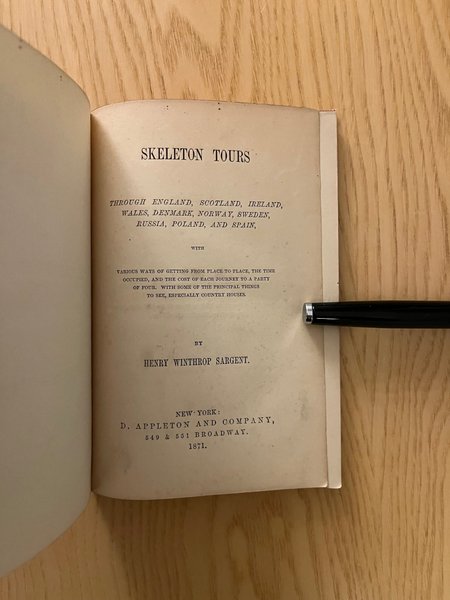 SKELETON TOURS
THROUGH ENGLAND, SCOTLAND, IRELAND,
WALES, DENMARK, NORWAY, SWEDEN,
RUSSIA, POLAND, AND SPAIN,
WITH
VARIOUS WAYS OF GETTING FROM PLACE TO PLACE, THE TIME
OCCUPIED, AND THE COST OF EACH JOURNEY TO A PARTY
OF FOUR. WITH SOME OF THE PRINCIPAL THINGS
TO SEE, ESPECIALLY COUNTRY HOUSES.
BY
HENRY WINTHROP SARGENT.
NEW YORK:
D. APPLETON AND COMPANY,
549 & 551 BROADWAY.
1871.